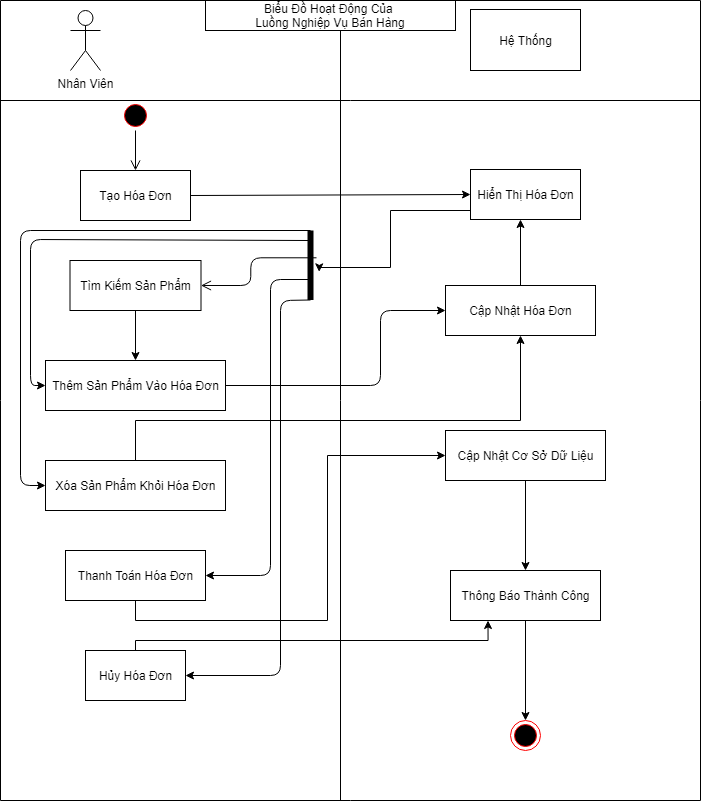 Biểu Đồ Hoạt Động Của
Luồng Nghiệp Vụ Bán Hàng
Nhân Viên
Hệ Thống
Tạo Hóa Đơn
Hiển Thị Hóa Đơn
Tìm Kiếm Sản Phẩm
Cập Nhật Hóa Đơn
Thêm Sản Phẩm Vào Hóa Đơn
Cập Nhật Cơ Sở Dữ Liệu
Xóa Sản Phẩm Khỏi Hóa Đơn
Thanh Toán Hóa Đơn
Thông Báo Thành Công
Hủy Hóa Đơn